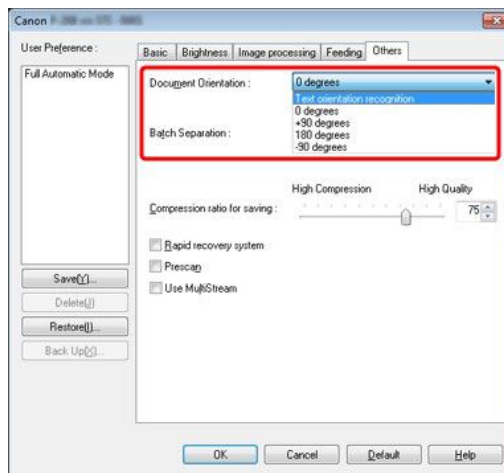 Canon
User Preference :
Full Automatic Mode
Save(Y)...
Delete(J)
Restore(I)...
Back Up(X)...
Basic Brightness Image processing Feeding Others
Document Orientation : 0 degrees
Text orientation recognition
0 degrees
+90 degrees
180 degrees
-90 degrees
Batch Separation :
High Compression High Quality
Compression ratio for saving : 75
Rapid recovery system
Prescan
Use MultiStream
OK Cancel Default Help